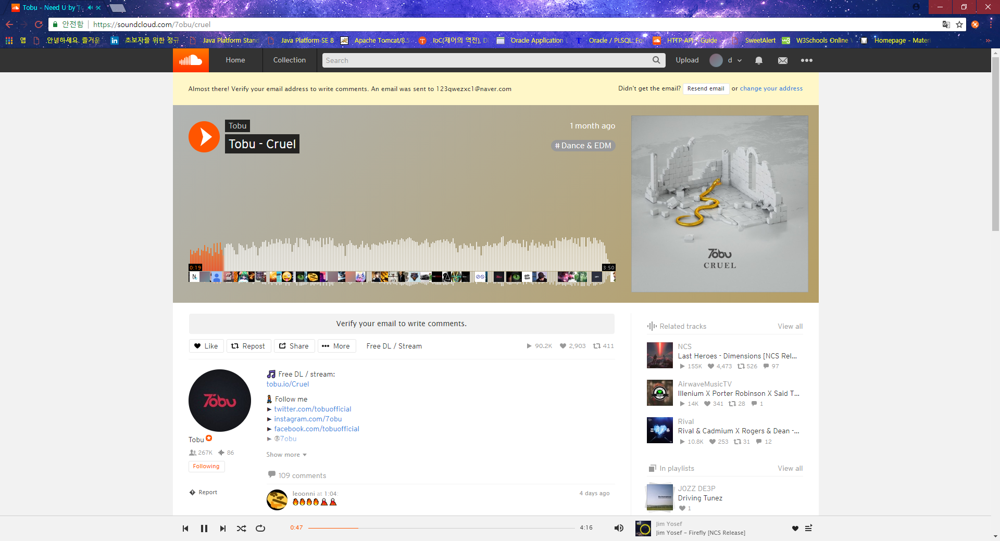 Tobu - Need U by To
안전함 https://soundcloud.com/7obu/cruel
앱 안녕하세요. 즐거운 초보자를 위한 정규 Java Platform Stand Java Platform SE 8 Apache Tomcat/8.5 IoC(제어의 역전), D Oracle Application Oracle / PLSQL: HTTP API - Guide SweetAlert W3Schools Online Homepage - Materi
Home Collection Search Upload d
Almost there! Verify your email address to write comments. An email was sent to 123qwezxc1@naver.com Didn't get the email? Resend email or change your address
Tobu 1 month ago
Tobu - Cruel
# Dance & EDM
7obu
CRUEL
0:19 3:50
Verify your email to write comments.
Like Repost Share More Free DL / Stream 90.2K 2,903 411
7obu
Tobu
267K 86
Following
Report
Free DL / stream:
tobu.io/Cruel
Follow me
► twitter.com/tobuofficial
► instagram.com/7obu
► facebook.com/tobuofficial
► @7obu
Show more
109 comments
leoonni at 1:04: 4 days ago
Related tracks View all
NCS
Last Heroes - Dimensions [NCS Rel...
155K 4,473 526 97
AirwaveMusicTV
Illenium X Porter Robinson X Said T...
14K 341 28 1
Rival
Rival & Cadmium X Rogers & Dean -...
10.8K 253 31 12
In playlists View all
JOZZ DE3P
Driving Tunez
1
0:47 4:16 Jim Yosef
Jim Yosef – Firefly [NCS Release]